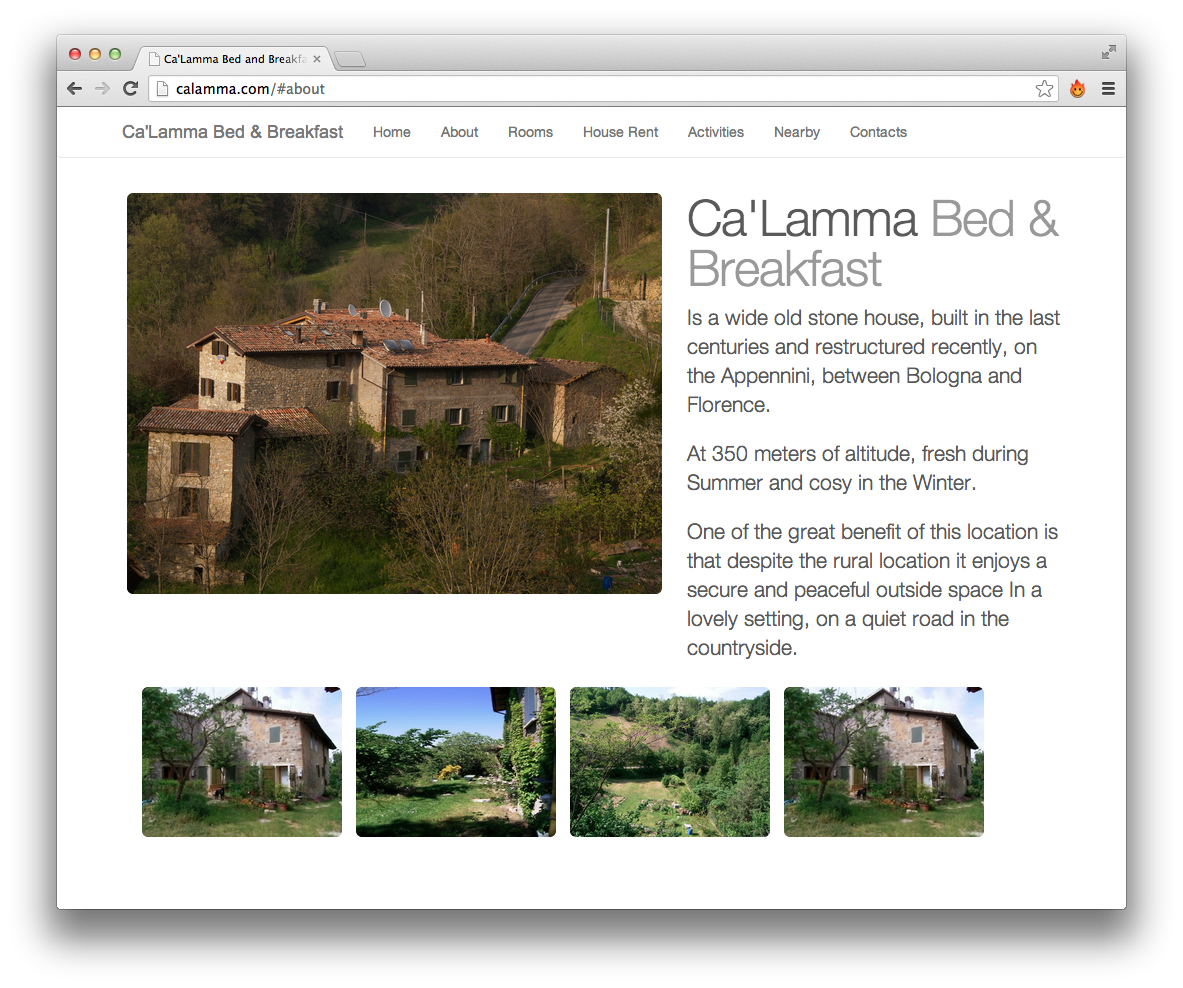 Ca'Lamma Bed and Breakfa
calamma.com/#about
Ca'Lamma Bed & Breakfast Home About Rooms House Rent Activities Nearby Contacts
Ca'Lamma Bed &
Breakfast
Is a wide old stone house, built in the last
centuries and restructured recently, on
the Appennini, between Bologna and
Florence.
At 350 meters of altitude, fresh during
Summer and cosy in the Winter.
One of the great benefit of this location is
that despite the rural location it enjoys a
secure and peaceful outside space In a
lovely setting, on a quiet road in the
countryside.